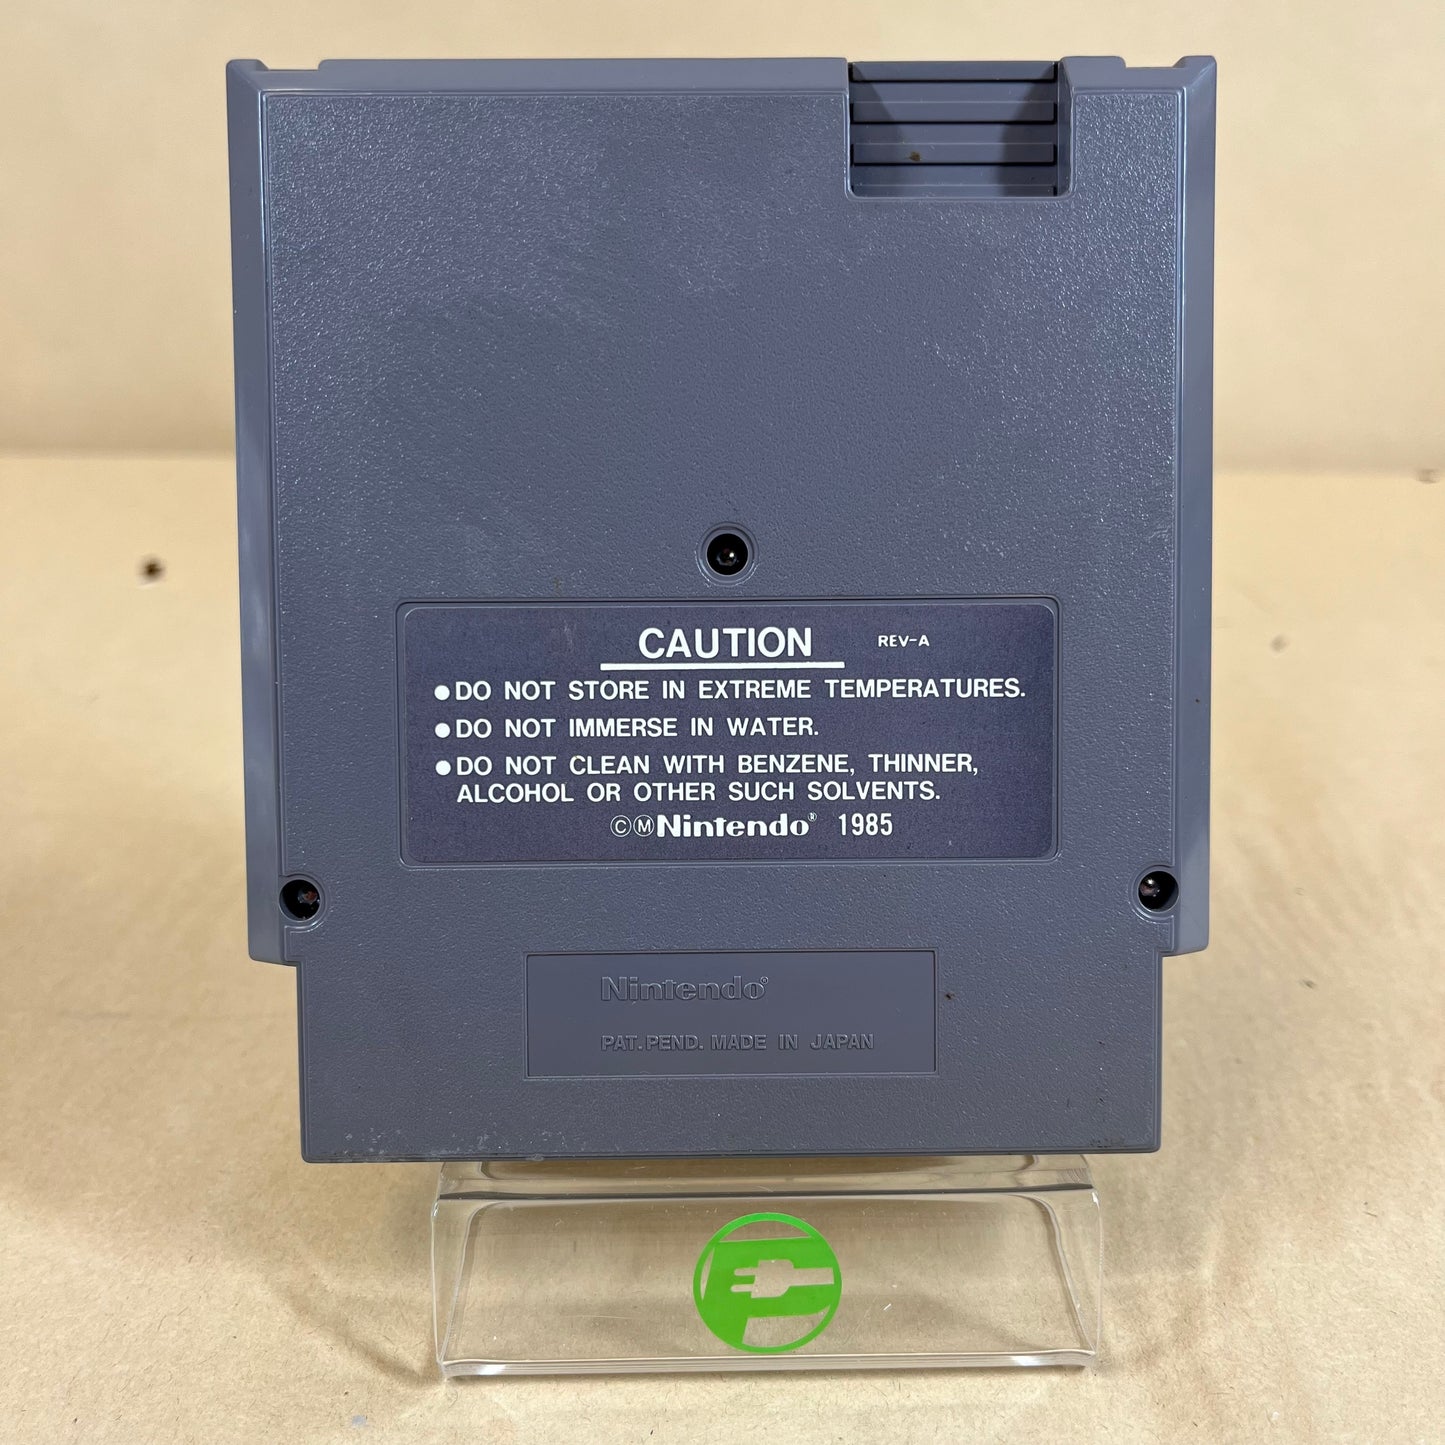 CAUTION REV-A
●DO NOT STORE IN EXTREME TEMPERATURES.
●DO NOT IMMERSE IN WATER.
●DO NOT CLEAN WITH BENZENE, THINNER,
ALCOHOL OR OTHER SUCH SOLVENTS.
ⒸⓂNintendo® 1985
Nintendo®
PAT. PEND. MADE IN JAPAN